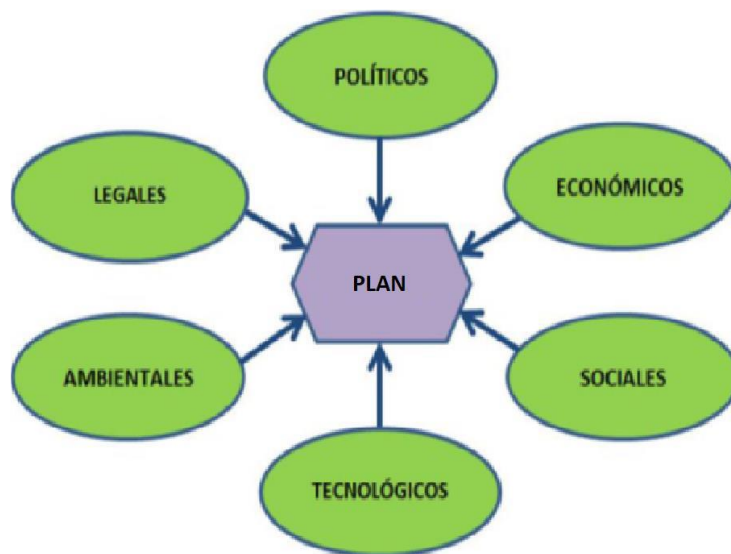 POLÍTICOS
LEGALES
ECONÓMICOS
PLAN
AMBIENTALES
SOCIALES
TECNOLÓGICOS